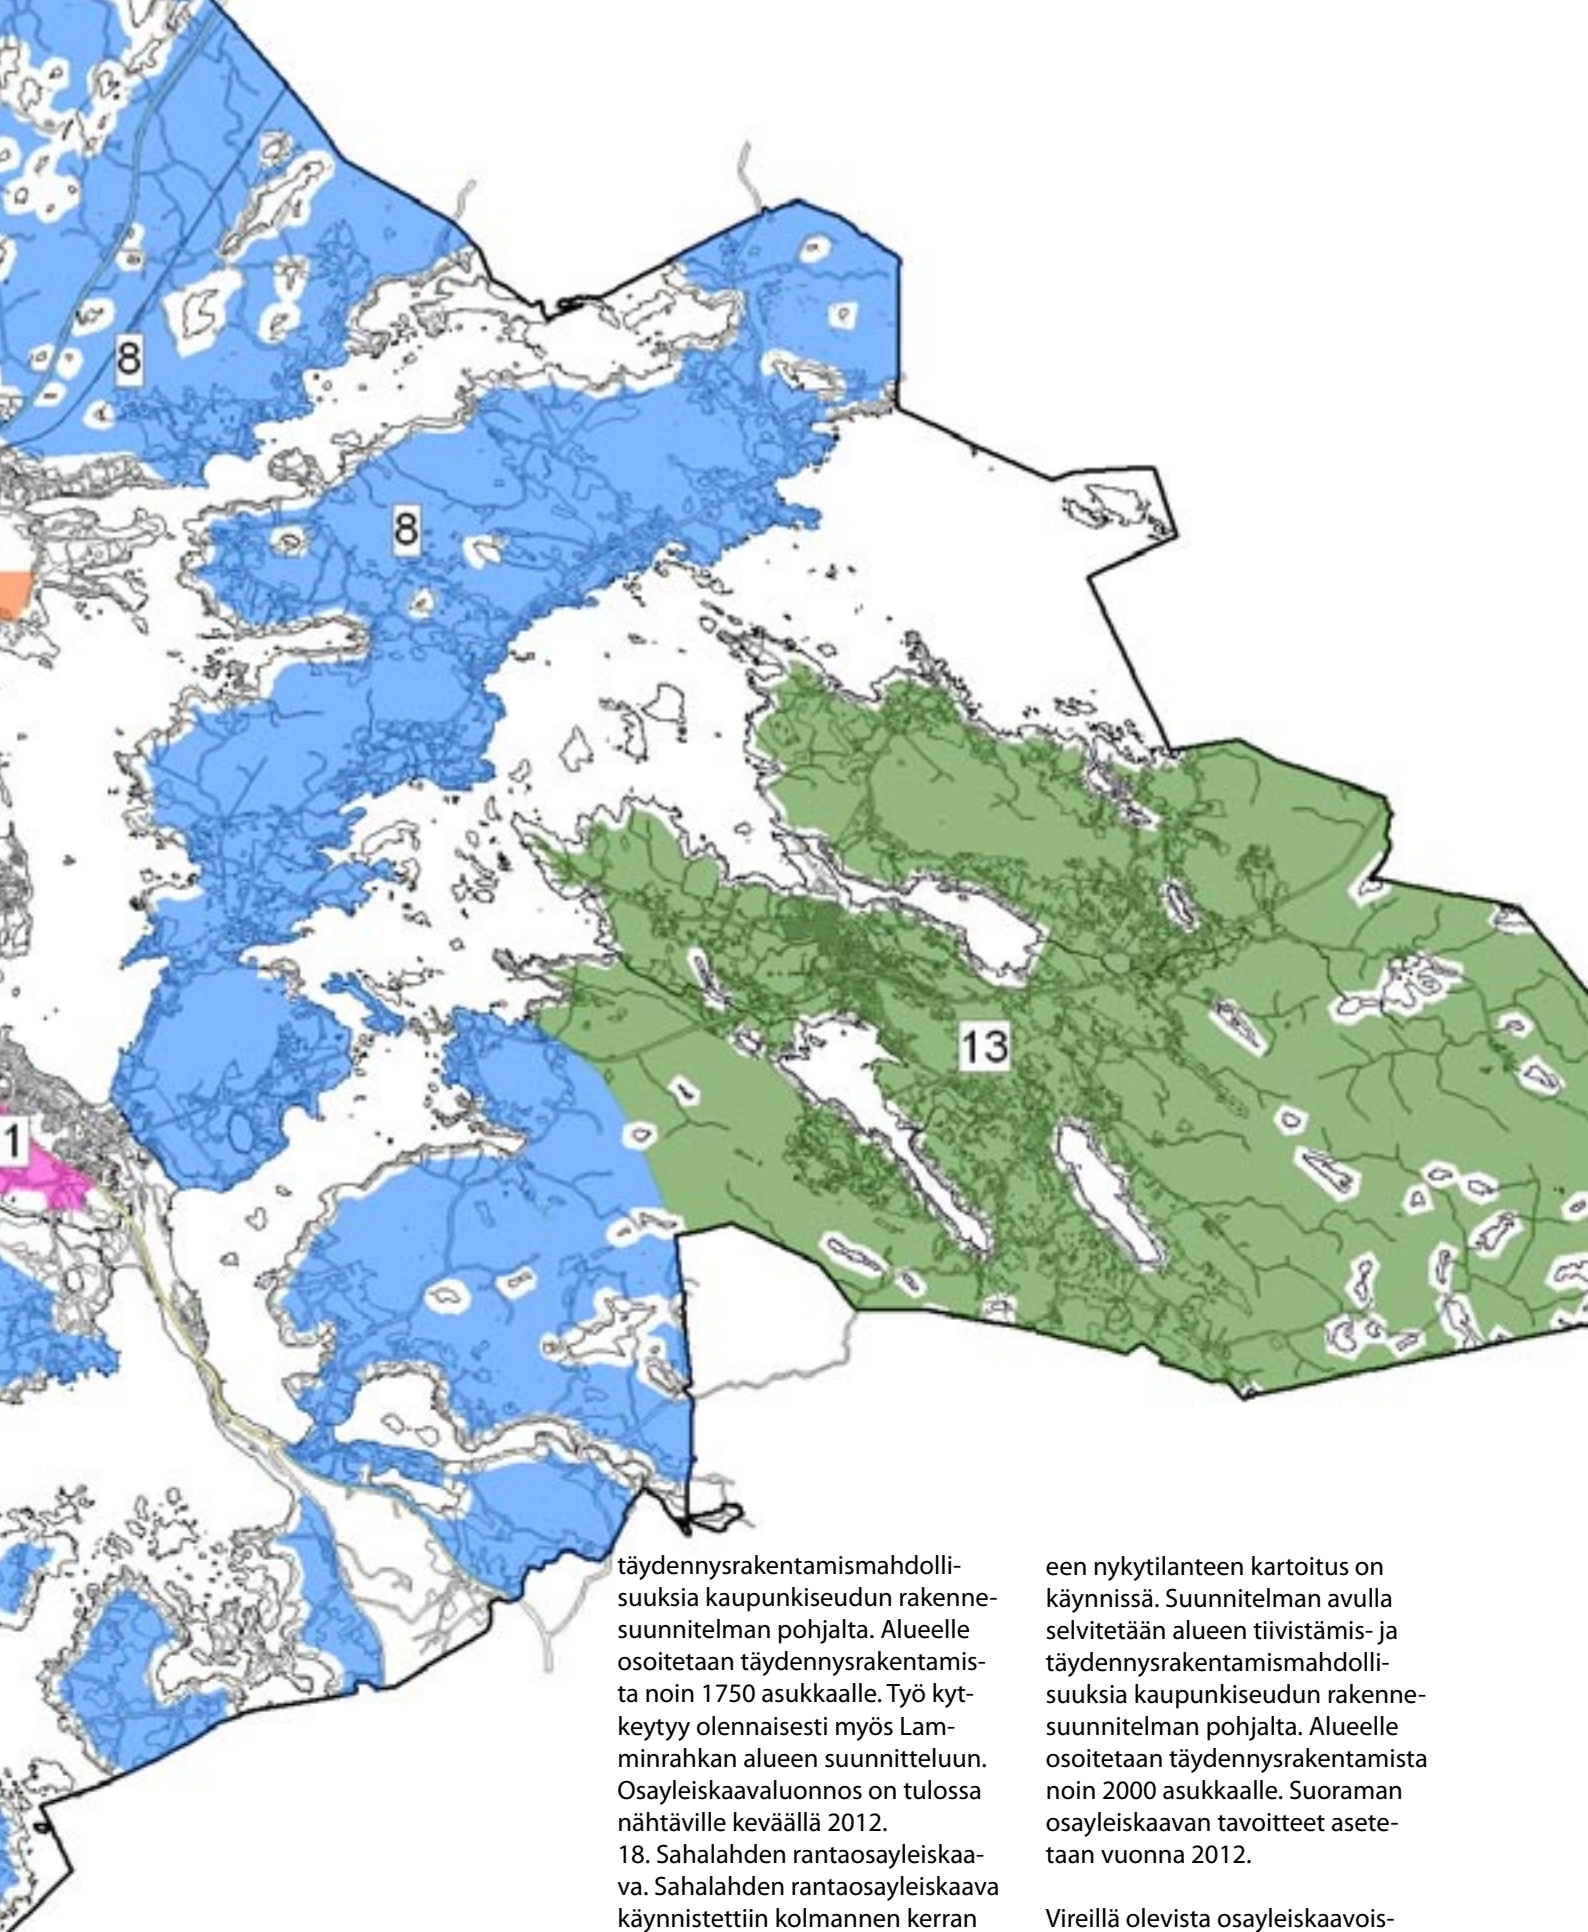 8
8
13
1
täydennysrakentamismahdolli-
suuksia kaupunkiseudun rakenne-
suunnitelman pohjalta. Alueelle
osoitetaan täydennysrakentamis-
ta noin 1750 asukkaalle. Työ kyt-
keytyy olennaisesti myös Lam-
minrahkan alueen suunnitteluun.
Osayleiskaavaluonnos on tulossa
nähtäville keväällä 2012.
18. Sahalahden rantaosayleiskaa-
va. Sahalahden rantaosayleiskaava
käynnistettiin kolmannen kerran
een nykytilanteen kartoitus on
käynnissä. Suunnitelman avulla
selvitetään alueen tiivistämis- ja
täydennysrakentamismahdolli-
suuksia kaupunkiseudun rakenne-
suunnitelman pohjalta. Alueelle
osoitetaan täydennysrakentamista
noin 2000 asukkaalle. Suoraman
osayleiskaavan tavoitteet asete-
taan vuonna 2012.
Vireillä olevista osayleiskaavois-